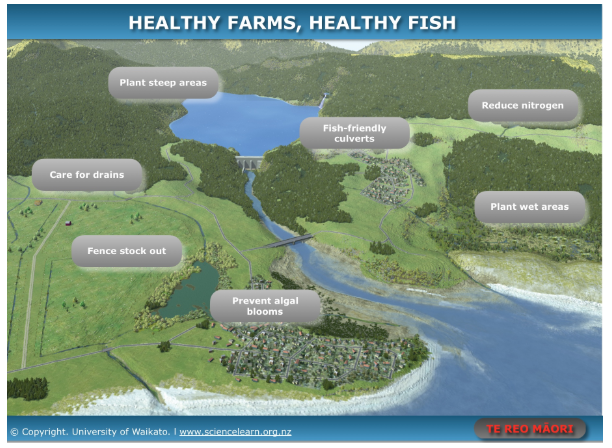 HEALTHY FARMS, HEALTHY FISH
Plant steep areas
Reduce nitrogen
Fish-friendly
culverts
Care for drains
Plant wet areas
Fence stock out
Prevent algal
blooms
© Copyright. University of Waikato. | www.sciencelearn.org.nz
TE REO MĀORI